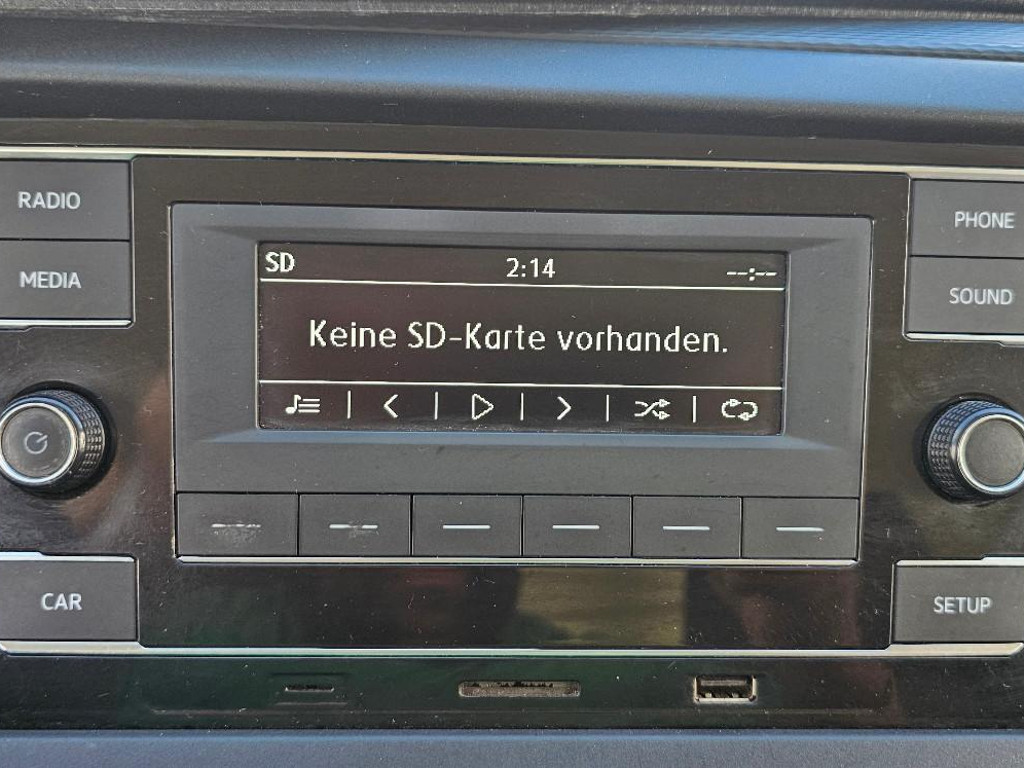 RADIO
MEDIA
SD 2:14 --:--
Keine SD-Karte vorhanden.
PHONE
SOUND
CAR
SETUP